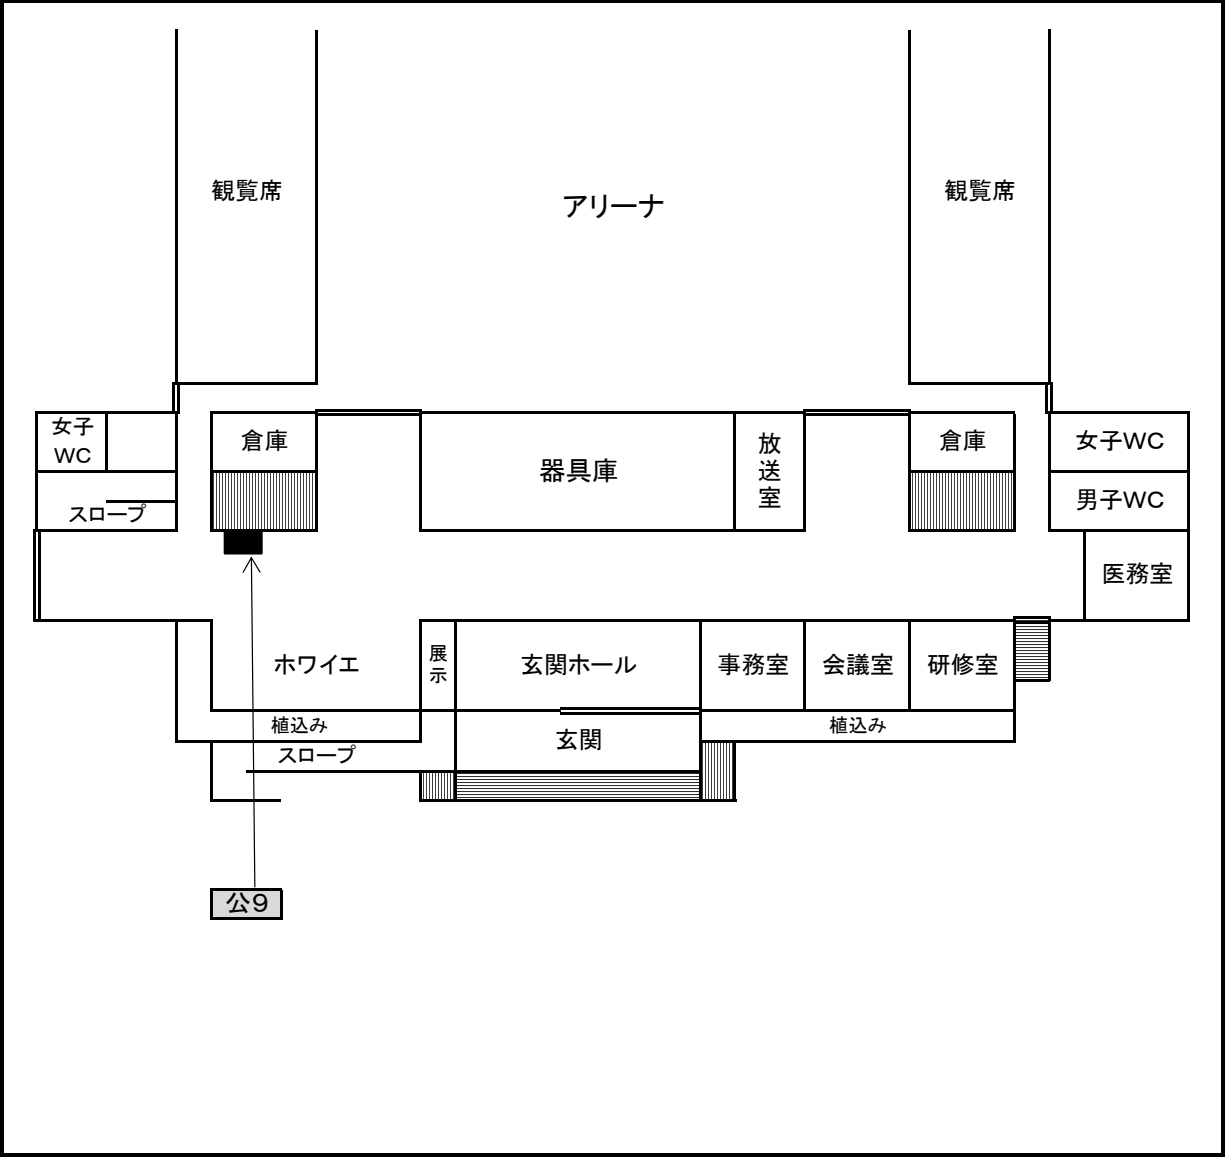 観覧席
アリーナ
観覧席
女子
WC
倉庫
器具庫
放
送
室
倉庫
女子WC
男子WC
スロープ
医務室
ホワイエ
展
示
玄関ホール
事務室
会議室
研修室
植込み
玄関
植込み
スロープ
公9